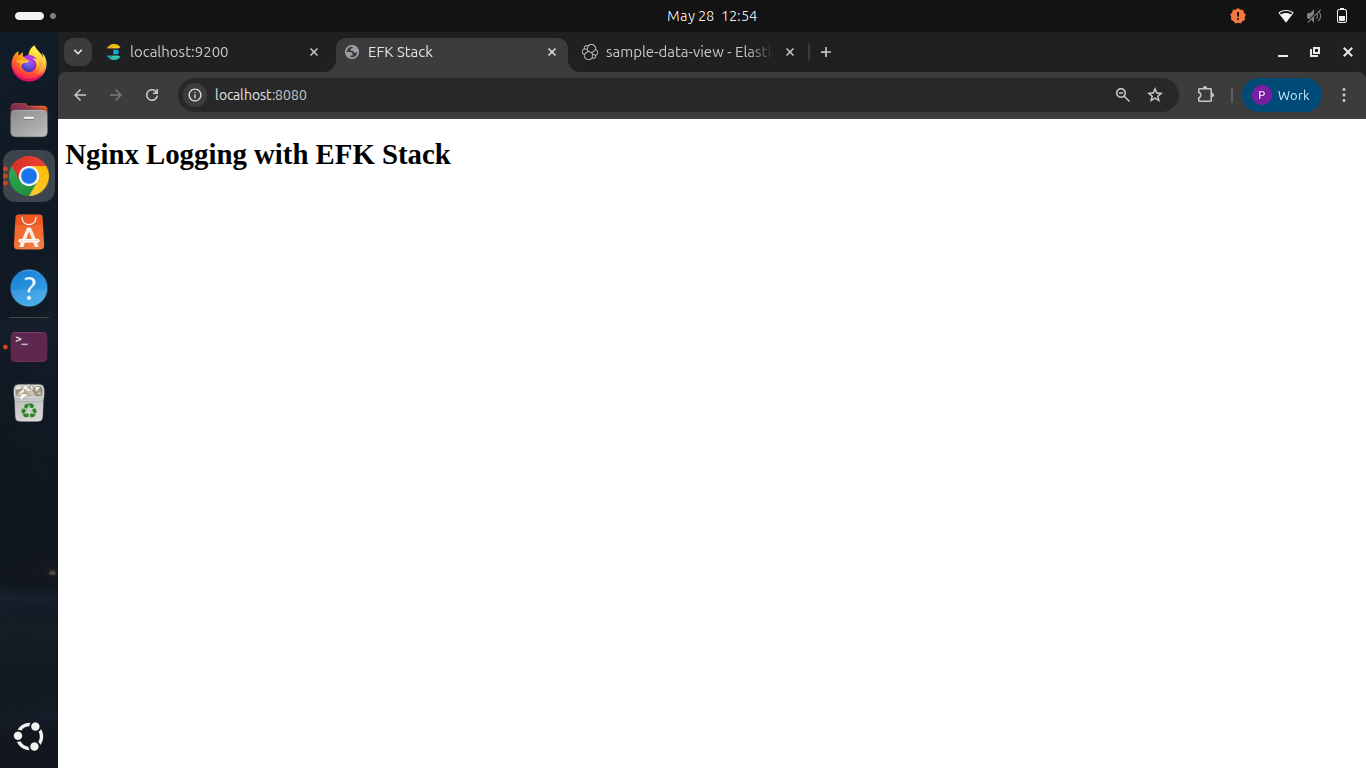 May 28 12:54
localhost:9200
EFK Stack
sample-data-view - Elasti
localhost:8080
P Work
Nginx Logging with EFK Stack